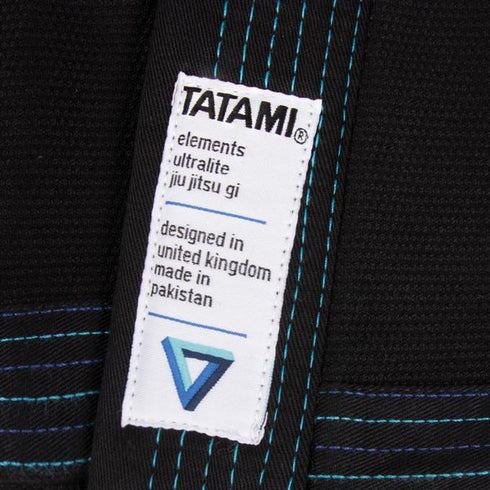 TATAMI®
elements
ultralite
jiu jitsu gi
designed in
united kingdom
made in
pakistan